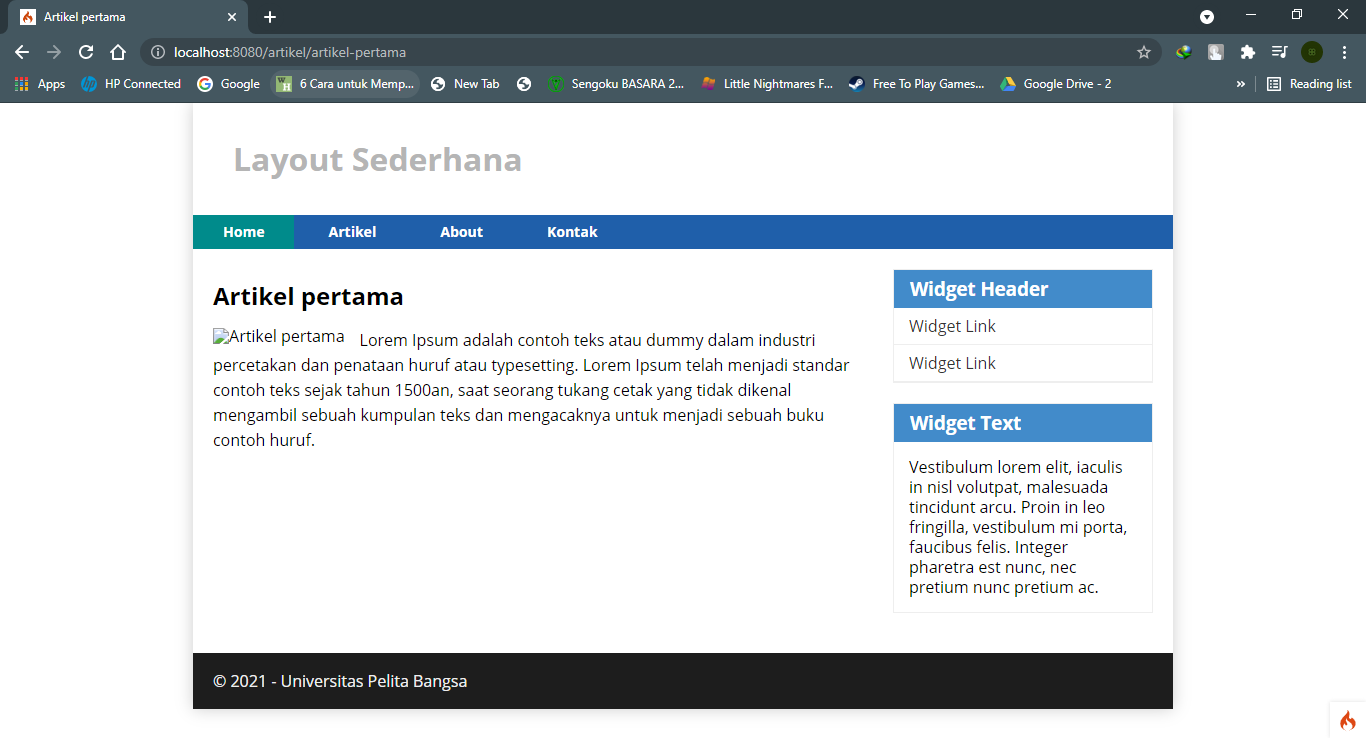 Artikel pertama
localhost:8080/artikel/artikel-pertama
Apps HP Connected Google 6 Cara untuk Memp... New Tab Sengoku BASARA 2... Little Nightmares F... Free To Play Games... Google Drive - 2 » Reading list
Layout Sederhana
Home Artikel About Kontak
Artikel pertama
Artikel pertama Lorem Ipsum adalah contoh teks atau dummy dalam industri
percetakan dan penataan huruf atau typesetting. Lorem Ipsum telah menjadi standar
contoh teks sejak tahun 1500an, saat seorang tukang cetak yang tidak dikenal
mengambil sebuah kumpulan teks dan mengacaknya untuk menjadi sebuah buku
contoh huruf.
Widget Header
Widget Link
Widget Link
Widget Text
Vestibulum lorem elit, iaculis
in nisl volutpat, malesuada
tincidunt arcu. Proin in leo
fringilla, vestibulum mi porta,
faucibus felis. Integer
pharetra est nunc, nec
pretium nunc pretium ac.
© 2021 - Universitas Pelita Bangsa